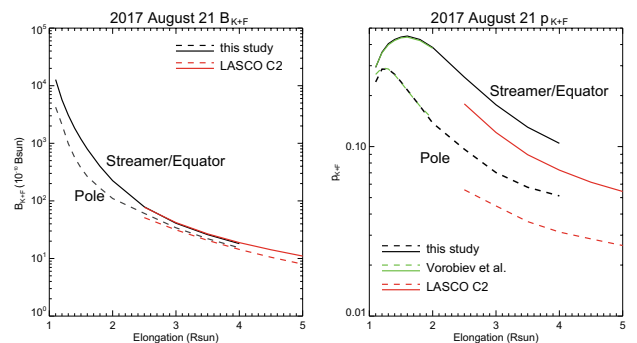 2017 August 21 B_K+F
10^5
10^4
10^3
10^2
10^1
10^0
B_K+F (10^-10 Bsun)
this study
LASCO C2
Streamer/Equator
Pole
1 2 3 4 5
Elongation (Rsun)
2017 August 21 p_K+F
0.10
0.01
p_K+F
Streamer/Equator
Pole
this study
Vorobiev et al.
LASCO C2
1 2 3 4 5
Elongation (Rsun)